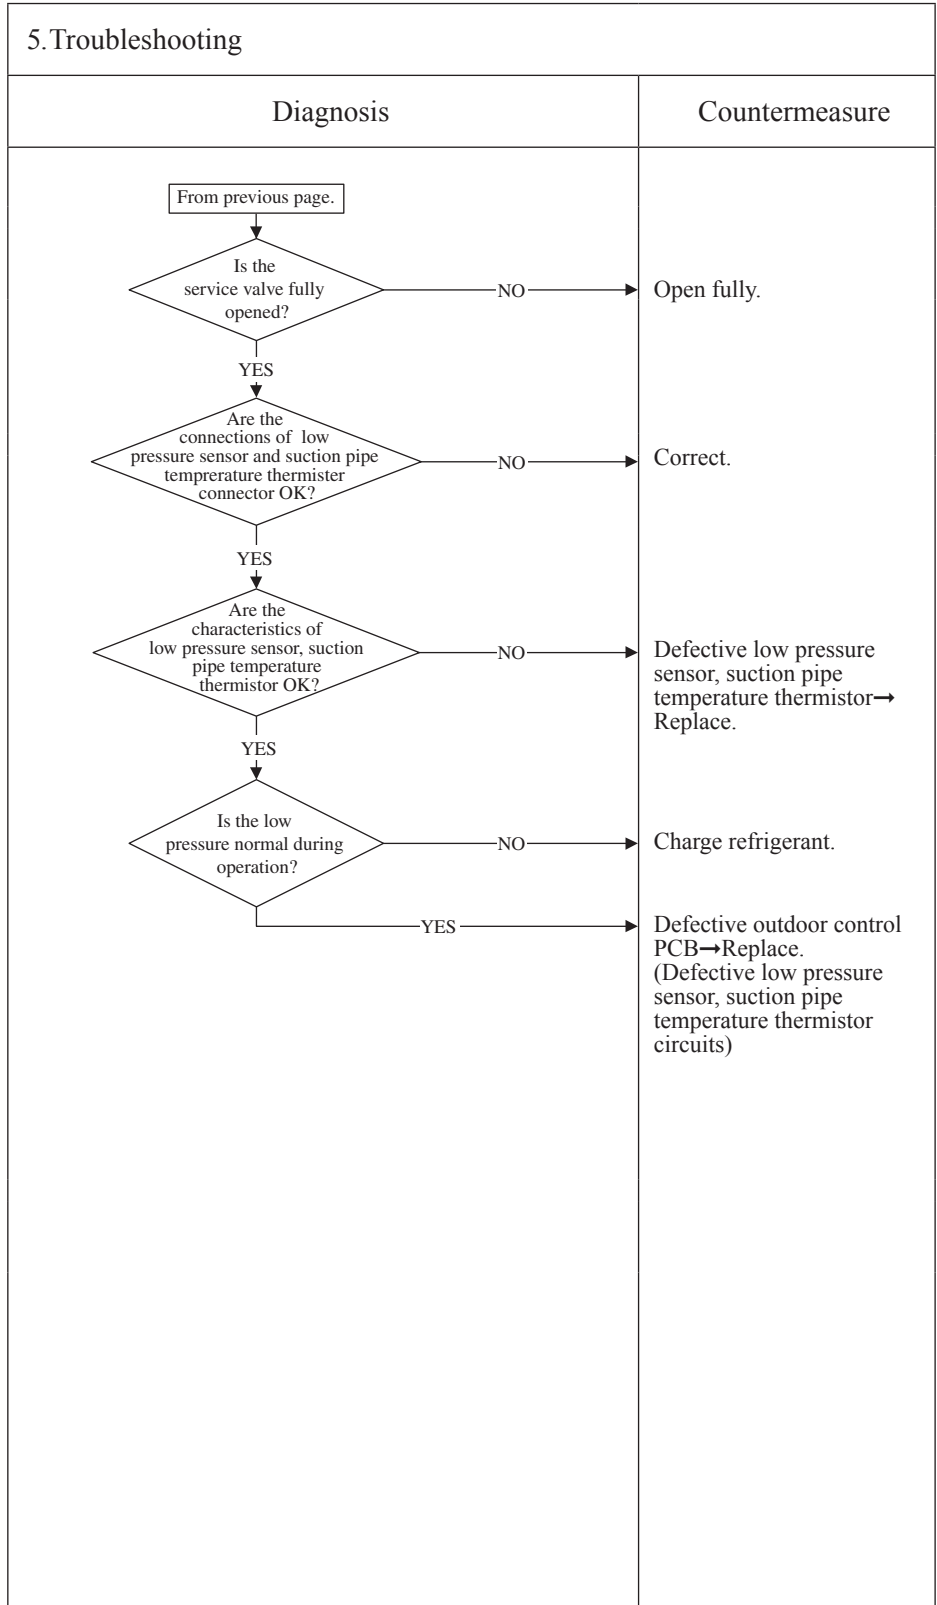 5.Troubleshooting
Diagnosis
Countermeasure
From previous page.
Is the
service valve fully
opened?
NO
Open fully.
YES
Are the
connections of low
pressure sensor and suction pipe
temprerature thermister
connector OK?
NO
Correct.
YES
Are the
characteristics of
low pressure sensor, suction
pipe temperature
thermistor OK?
NO
Defective low pressure
sensor, suction pipe
temperature thermistor→
Replace.
YES
Is the low
pressure normal during
operation?
NO
Charge refrigerant.
YES
Defective outdoor control
PCB→Replace.
(Defective low pressure
sensor, suction pipe
temperature thermistor
circuits)